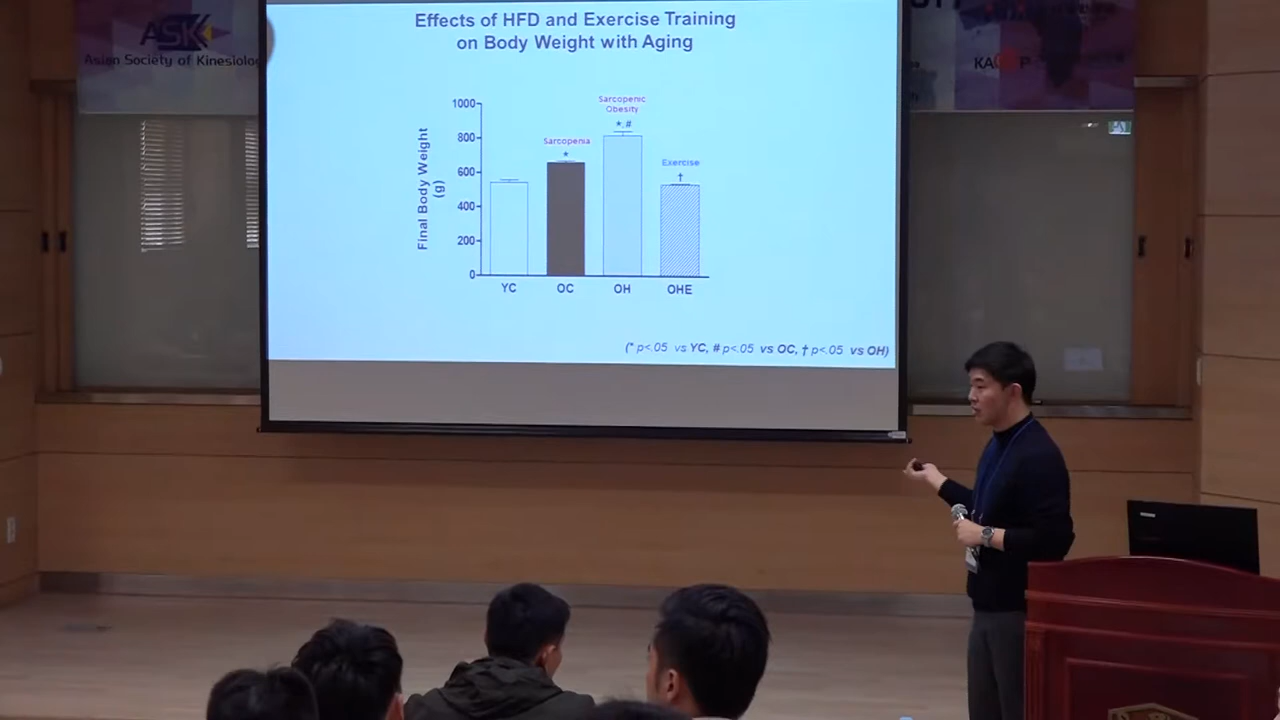 ASK
Asian Society of Kinesiolo
Effects of HFD and Exercise Training
on Body Weight with Aging
Final Body Weight
(g)
1000
800
600
400
200
0
Sarcopenia
*
Sarcopenic
Obesity
*,#
Exercise
†
YC
OC
OH
OHE
(* p<.05 vs YC, # p<.05 vs OC, † p<.05 vs OH)